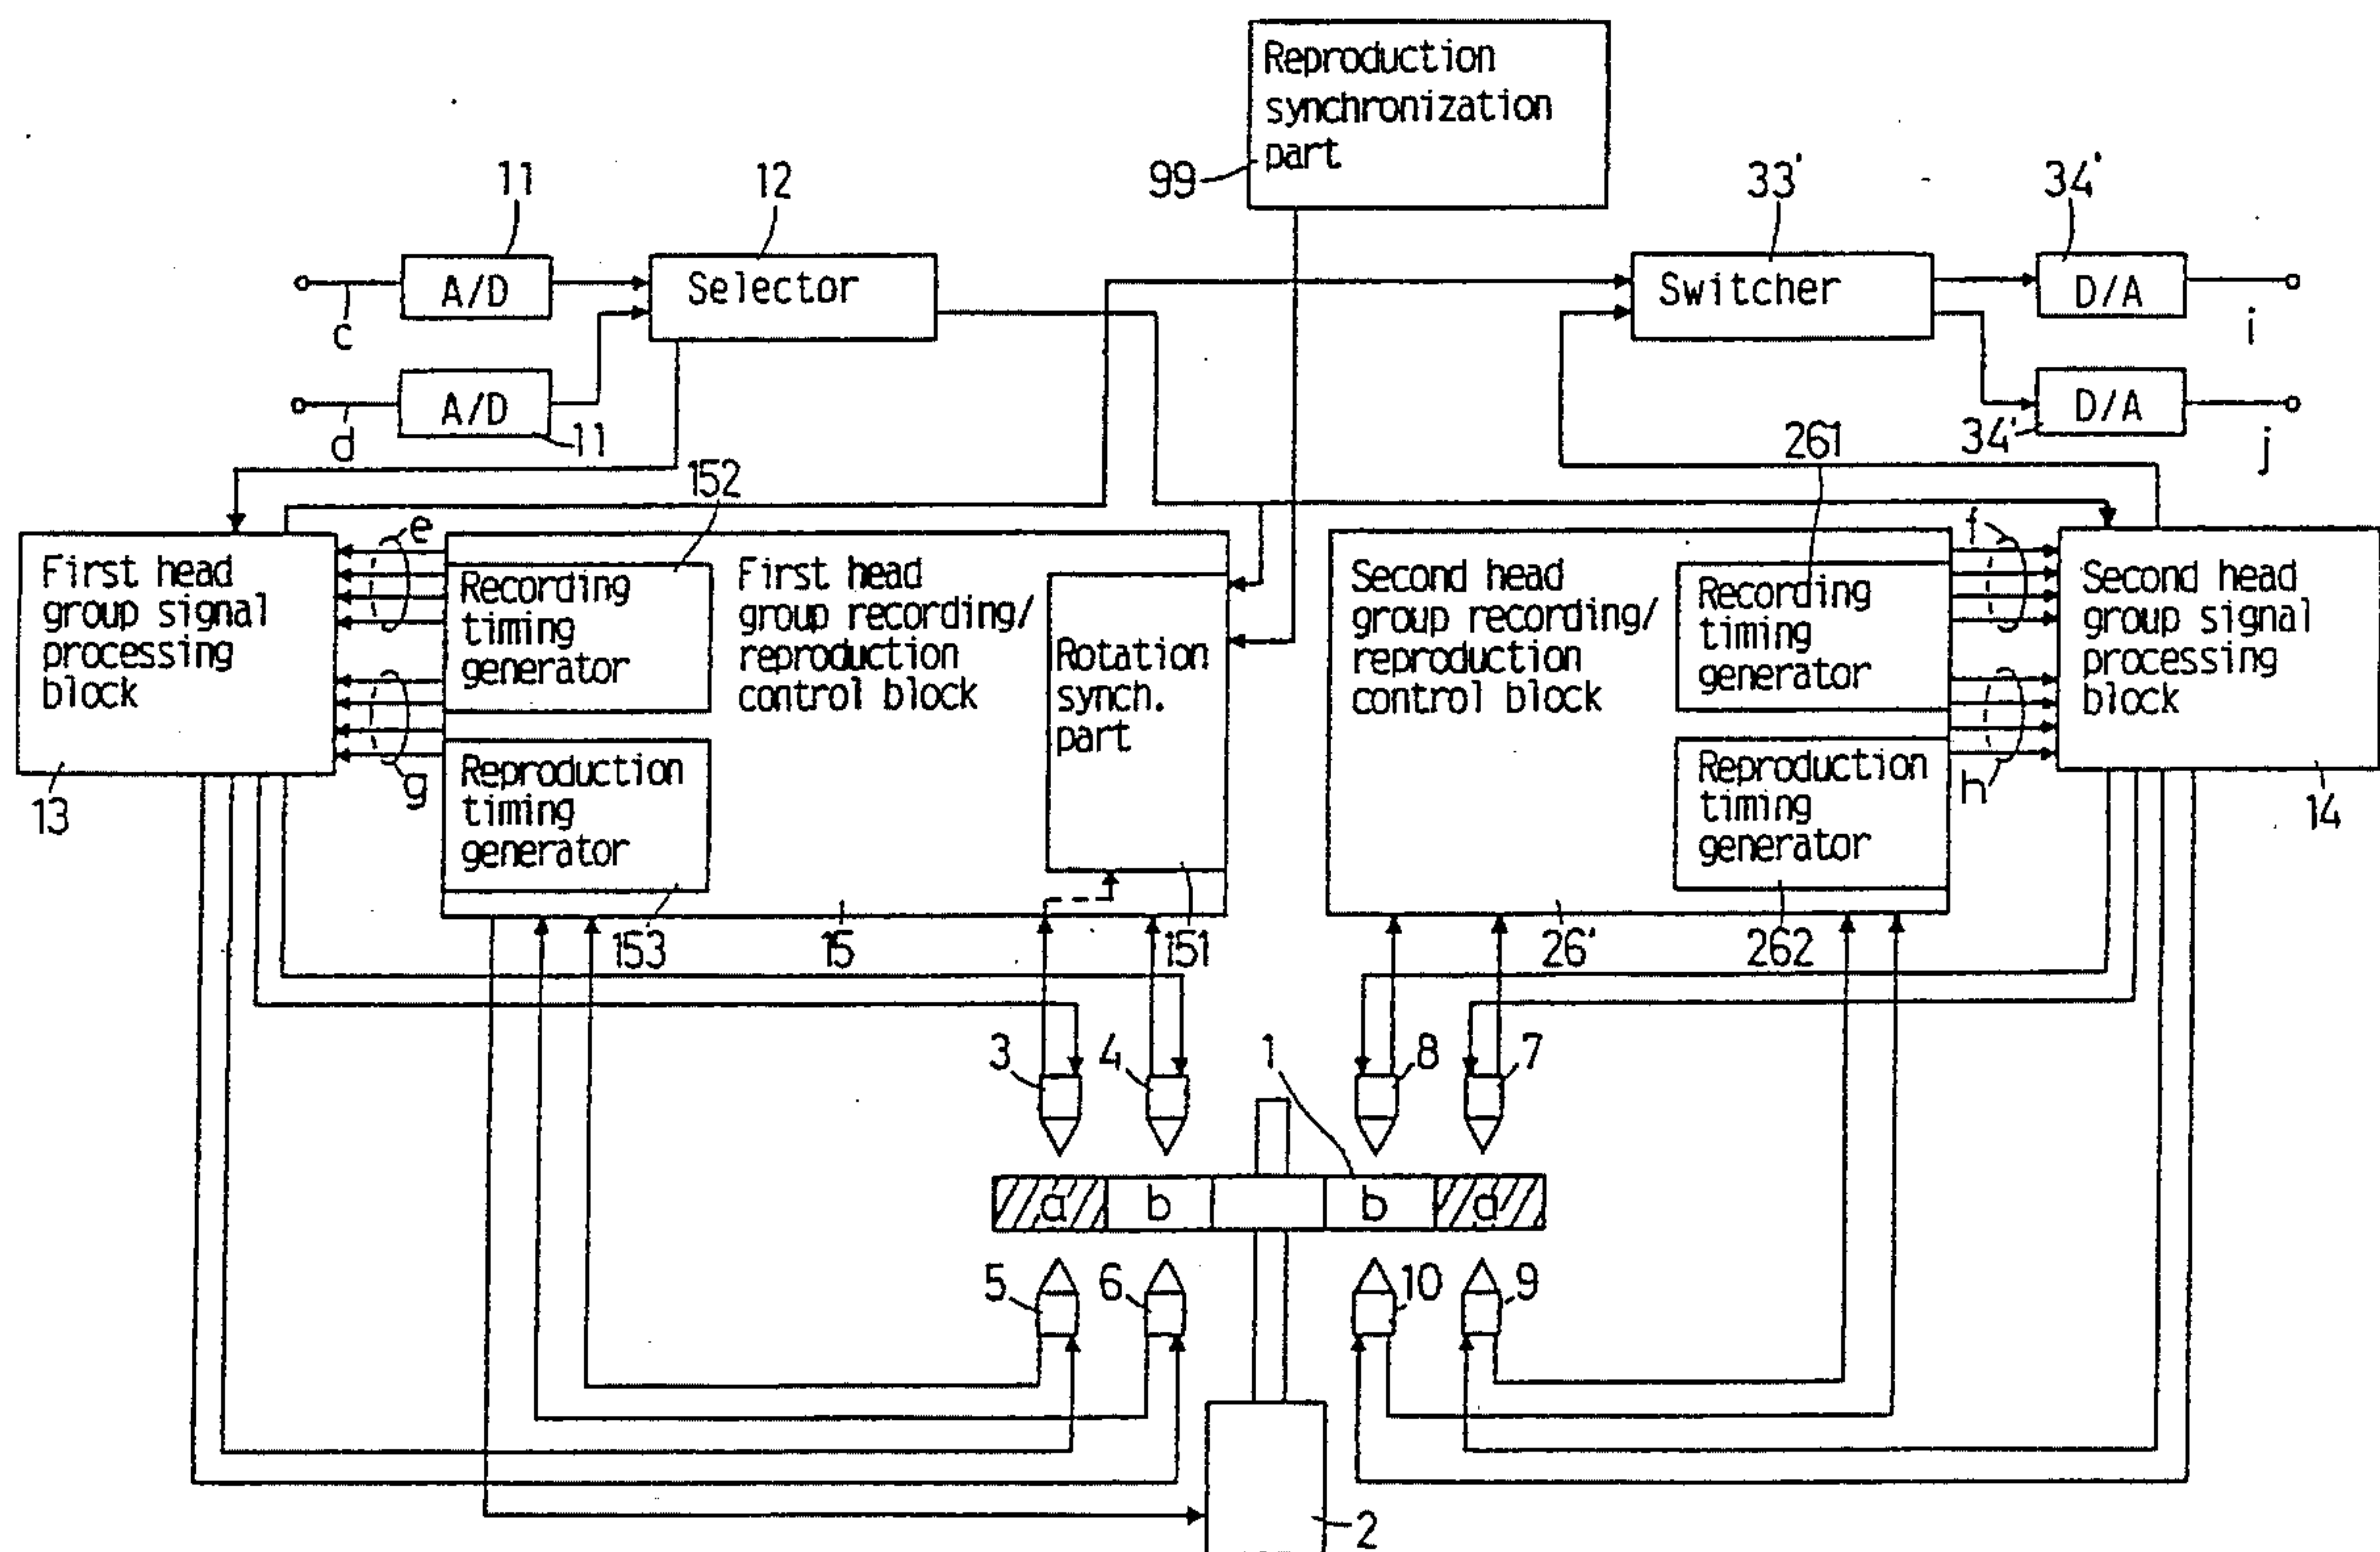 Reproduction
synchronization
part
99
11
12
33'
34'
A/D
Selector
Switcher
D/A
c
i
A/D
D/A
d
11
34'
j
152
261
e
f
First head
group signal
processing
block
Recording
timing
generator
First head
group recording/
reproduction
control block
Rotation
synch.
part
Second head
group recording/
reproduction
control block
Recording
timing
generator
Second head
group signal
processing
block
g
h
Reproduction
timing
generator
Reproduction
timing
generator
13
14
153
15
151
26'
262
3
4
1
8
7
a
b
b
a
5
6
10
9
2